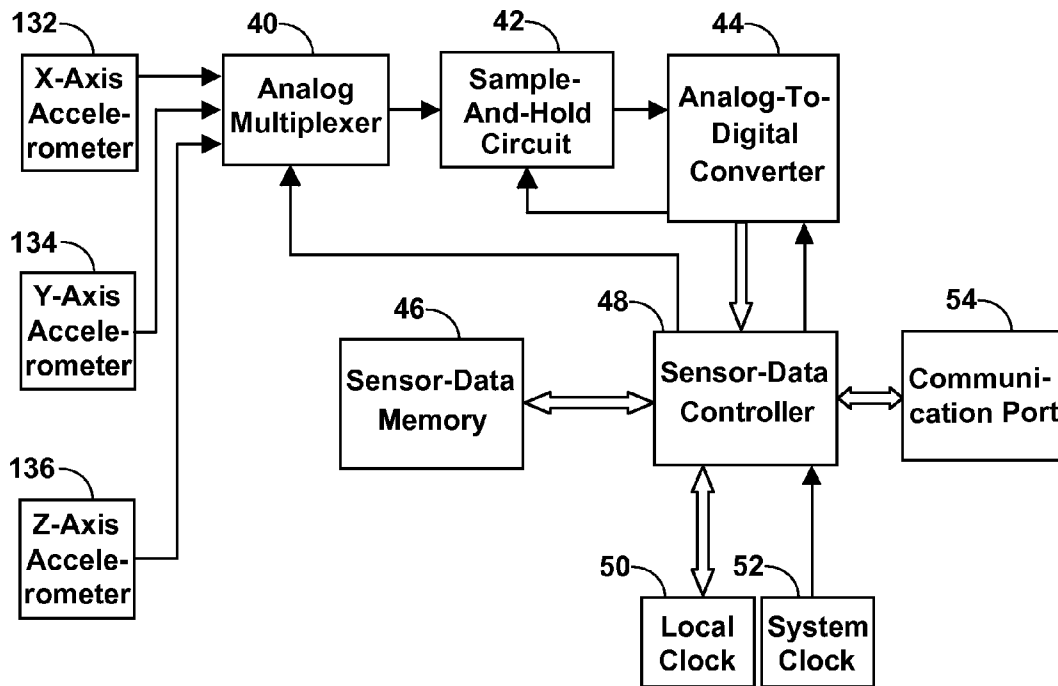 132
X-Axis
Accele-
rometer
40
Analog
Multiplexer
42
Sample-
And-Hold
Circuit
44
Analog-To-
Digital
Converter
134
Y-Axis
Accele-
rometer
46
Sensor-Data
Memory
48
Sensor-Data
Controller
54
Communi-
cation Port
136
Z-Axis
Accele-
rometer
50
Local
Clock
52
System
Clock